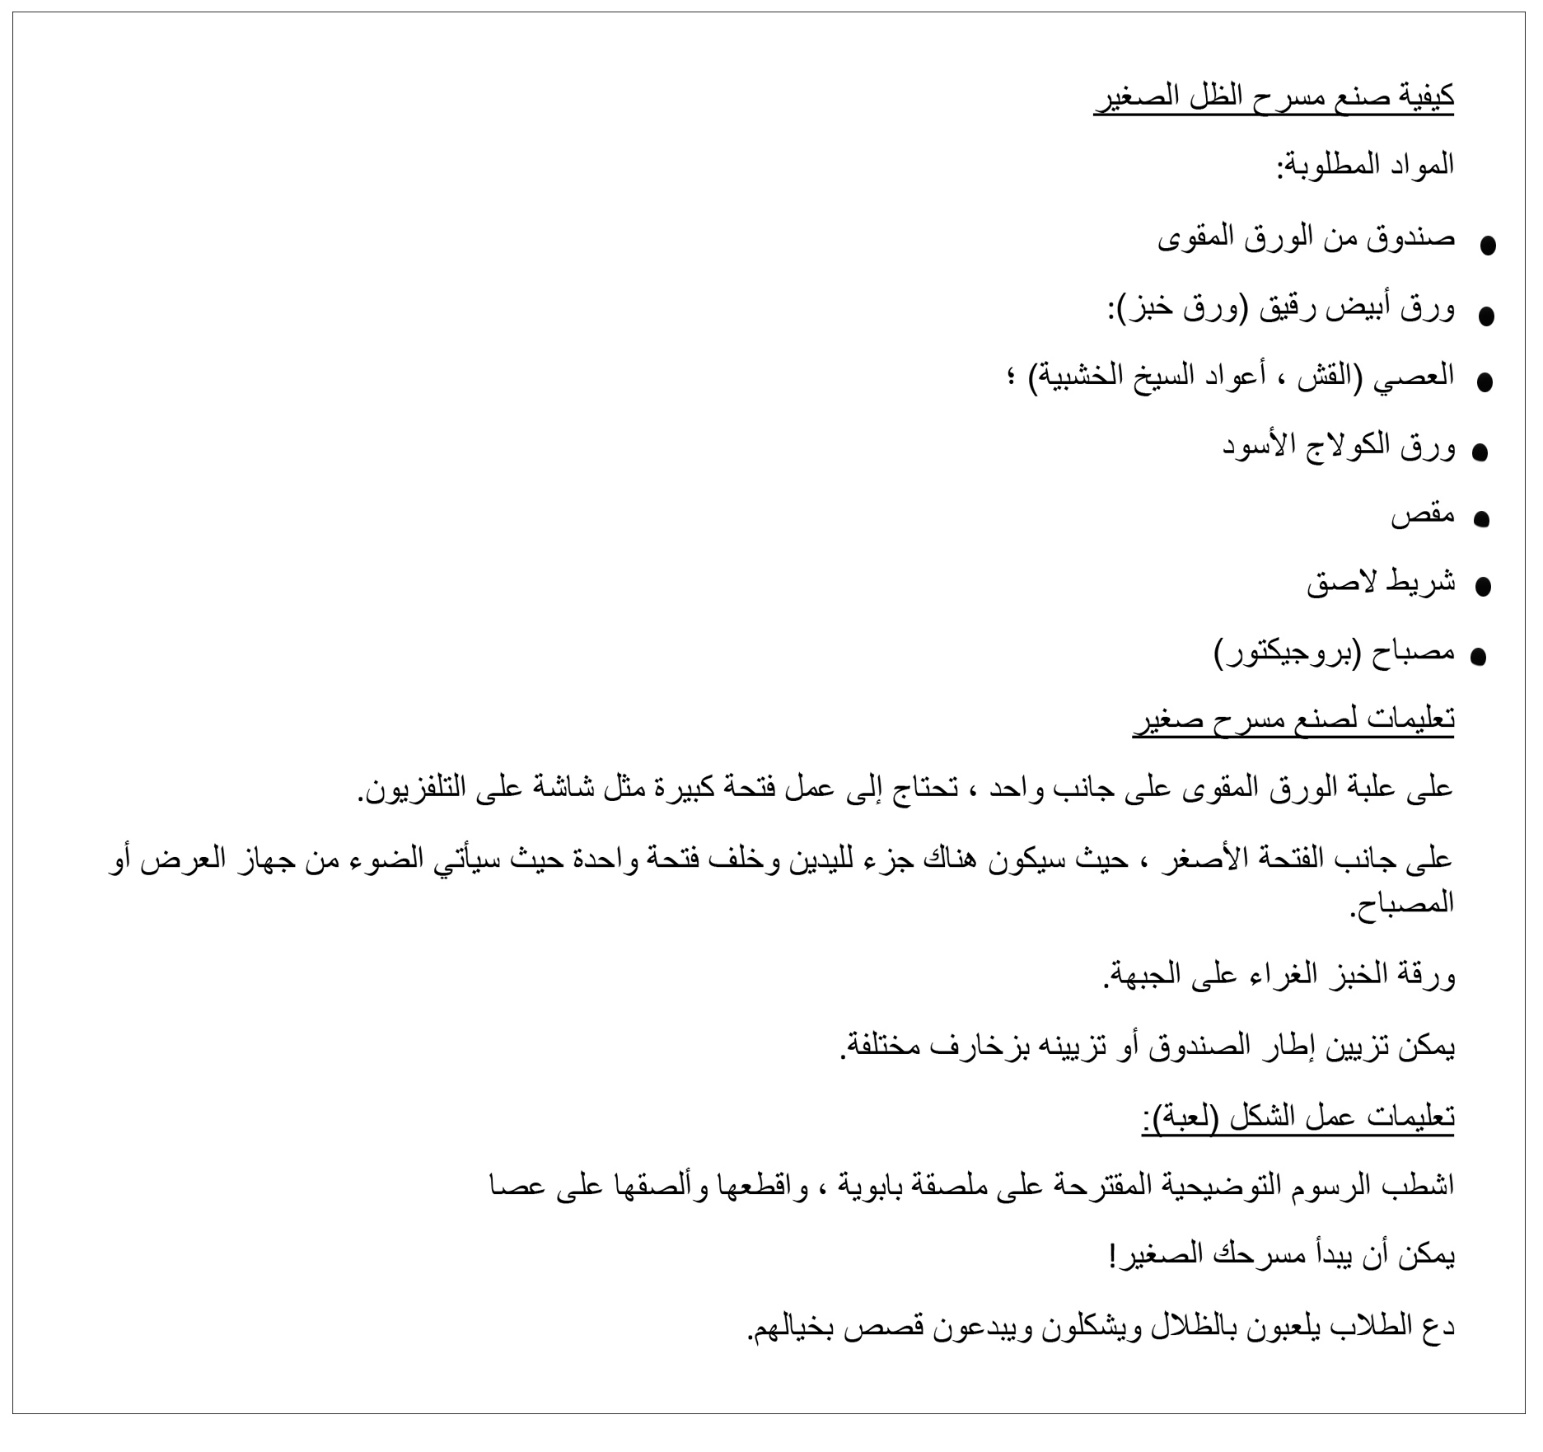 كيفية صنع مسرح الظل الصغير
المواد المطلوبة:
● صندوق من الورق المقوى
● ورق أبيض رقيق (ورق خبز):
● العصي (القش ، أعواد السيخ الخشبية) ؛
● ورق الكولاج الأسود
● مقص
● شريط لاصق
● مصباح (بروجيكتور)
تعليمات لصنع مسرح صغير
على علبة الورق المقوى على جانب واحد ، تحتاج إلى عمل فتحة كبيرة مثل شاشة على التلفزيون.
على جانب الفتحة الأصغر ، حيث سيكون هناك جزء لليدين وخلف فتحة واحدة حيث سيأتي الضوء من جهاز العرض أو
المصباح.
ورقة الخبز الغراء على الجبهة.
يمكن تزيين إطار الصندوق أو تزيينه بزخارف مختلفة.
تعليمات عمل الشكل (لعبة):
اشطب الرسوم التوضيحية المقترحة على ملصقة بابوية ، واقطعها وألصقها على عصا
يمكن أن يبدأ مسرحك الصغير!
دع الطلاب يلعبون بالظلال ويشكلون ويبدعون قصص بخيالهم.